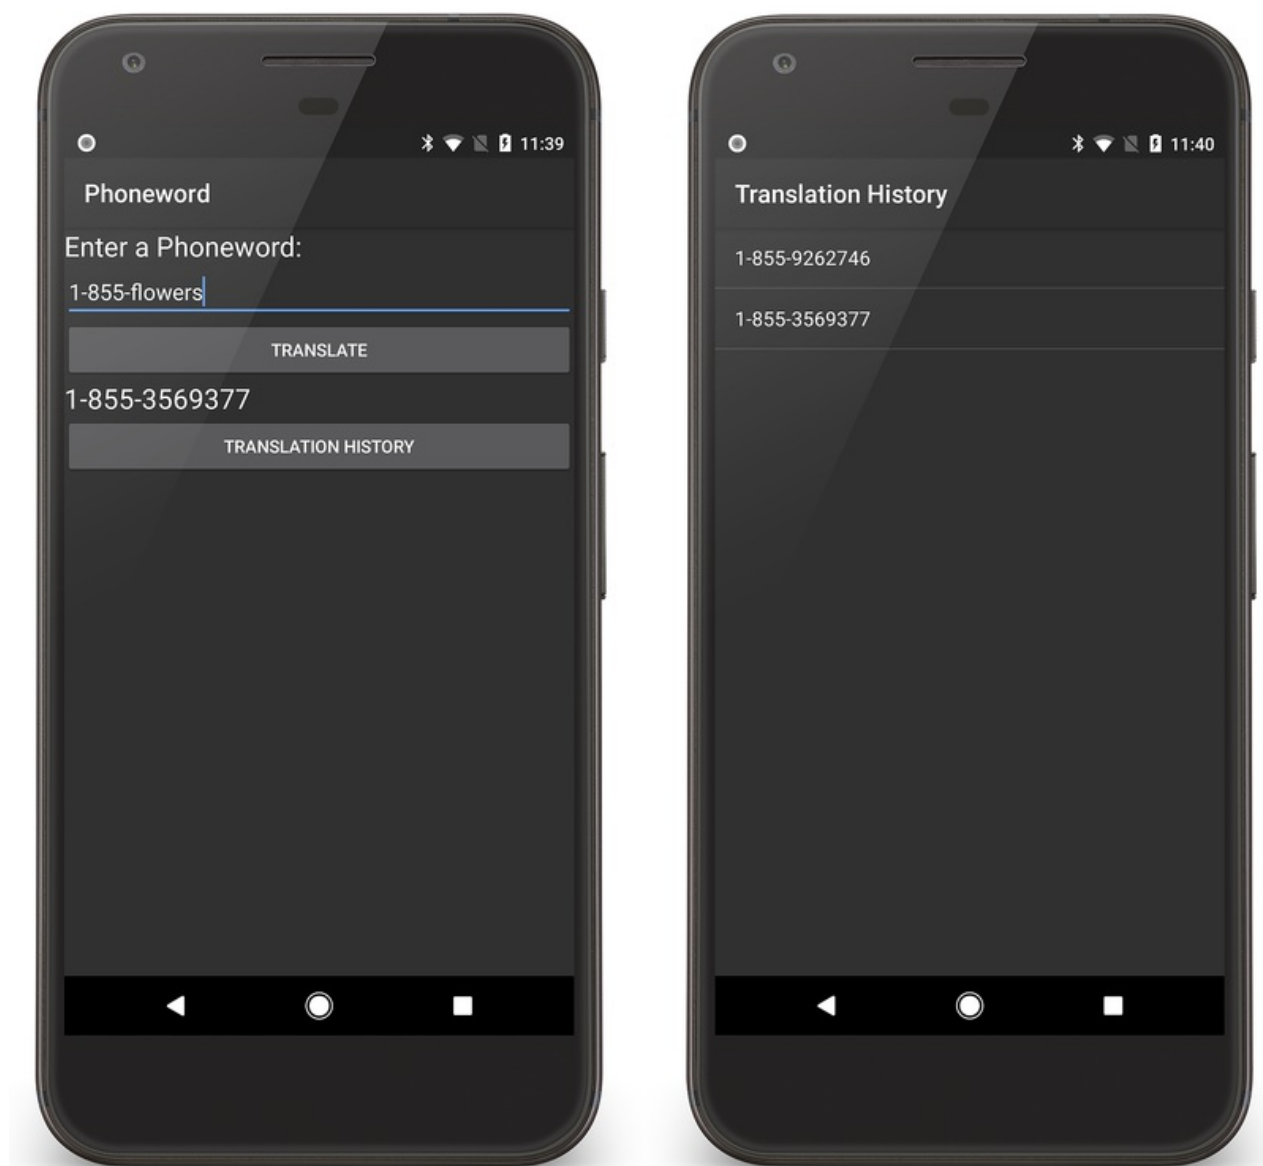 11:39
Phoneword
Enter a Phoneword:
1-855-flowers
TRANSLATE
1-855-3569377
TRANSLATION HISTORY
11:40
Translation History
1-855-9262746
1-855-3569377